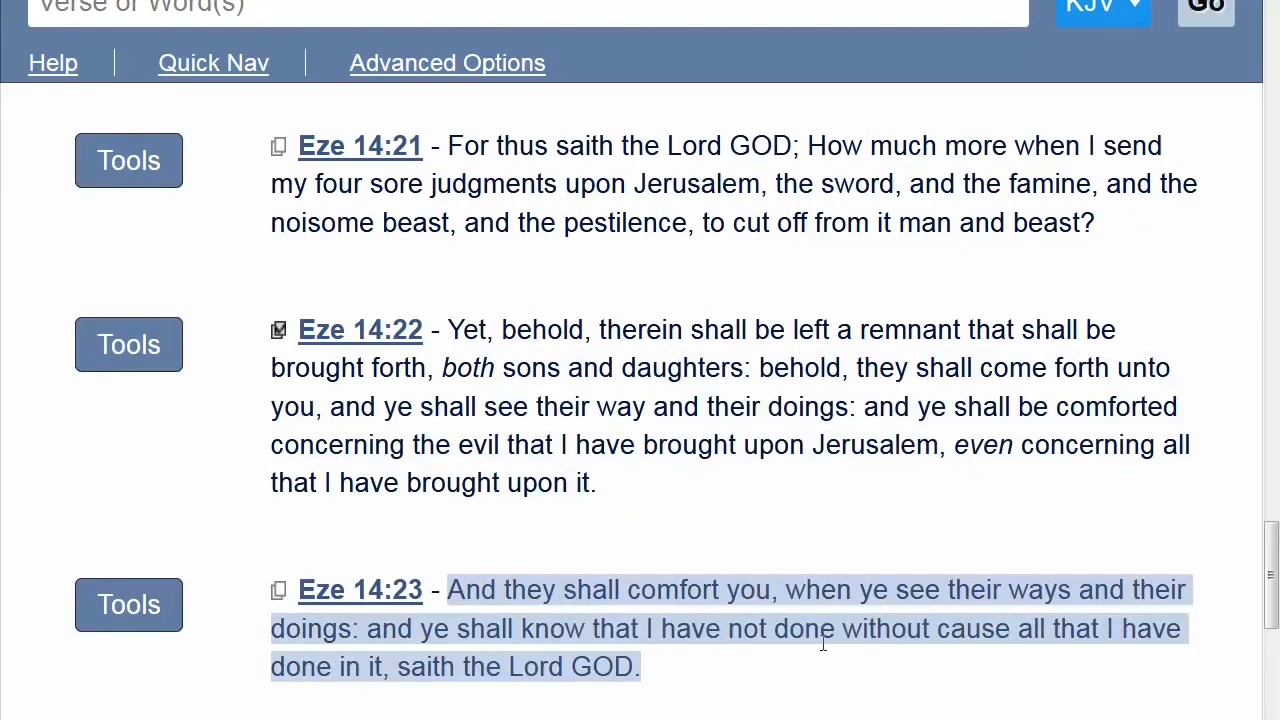 Verse or Word(s)
KJV
Go
Help
Quick Nav
Advanced Options
Tools
Eze 14:21 - For thus saith the Lord GOD; How much more when I send
my four sore judgments upon Jerusalem, the sword, and the famine, and the
noisome beast, and the pestilence, to cut off from it man and beast?
Tools
Eze 14:22 - Yet, behold, therein shall be left a remnant that shall be
brought forth, both sons and daughters: behold, they shall come forth unto
you, and ye shall see their way and their doings: and ye shall be comforted
concerning the evil that I have brought upon Jerusalem, even concerning all
that I have brought upon it.
Tools
Eze 14:23 - And they shall comfort you, when ye see their ways and their
doings: and ye shall know that I have not done without cause all that I have
done in it, saith the Lord GOD.